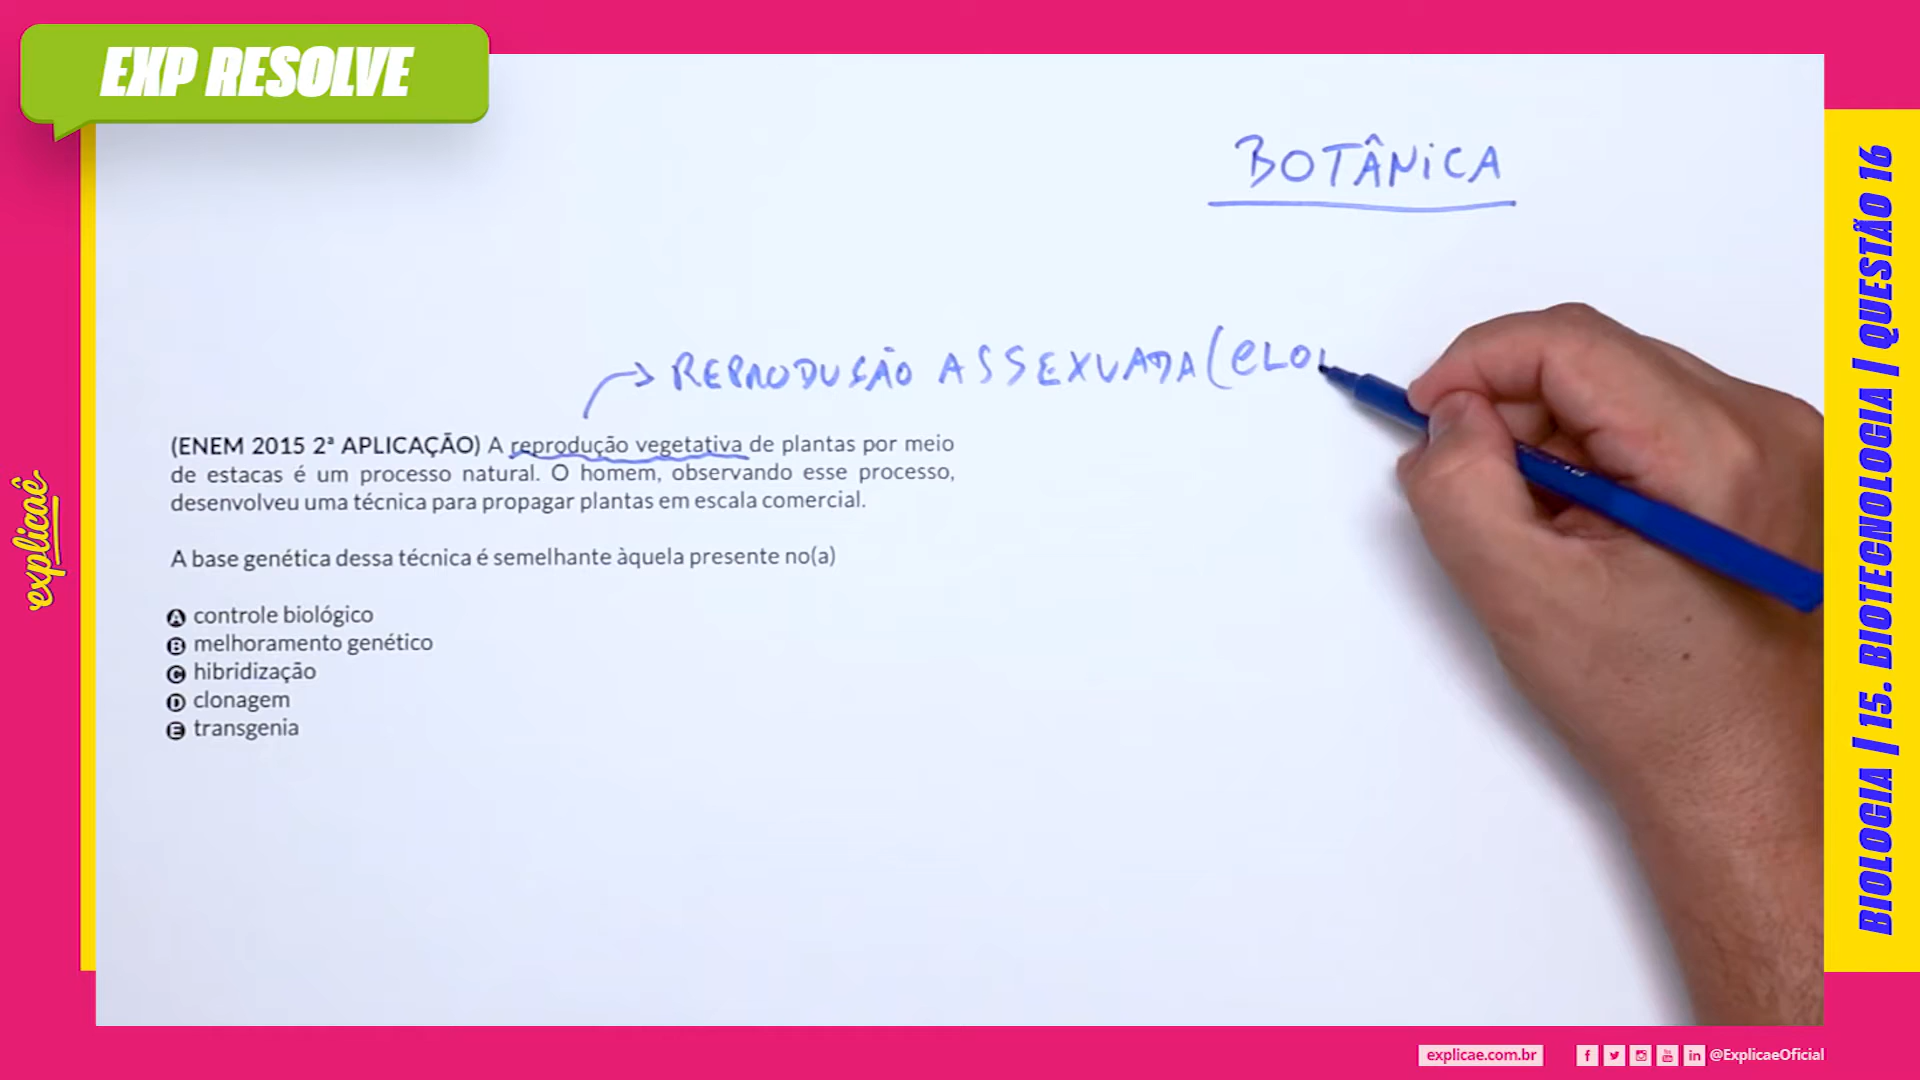 EXP RESOLVE
BOTÂNICA
REPRODUÇÃO ASSEXUADA (CLO
(ENEM 2015 2ª APLICAÇÃO) A reprodução vegetativa de plantas por meio
de estacas é um processo natural. O homem, observando esse processo,
desenvolveu uma técnica para propagar plantas em escala comercial.
A base genética dessa técnica é semelhante àquela presente no(a)
A controle biológico
B melhoramento genético
C hibridização
D clonagem
E transgenia
explicaê
BIOLOGIA | 15. BIOTECNOLOGIA | QUESTÃO 16
explicae.com.br
@ExplicaeOficial